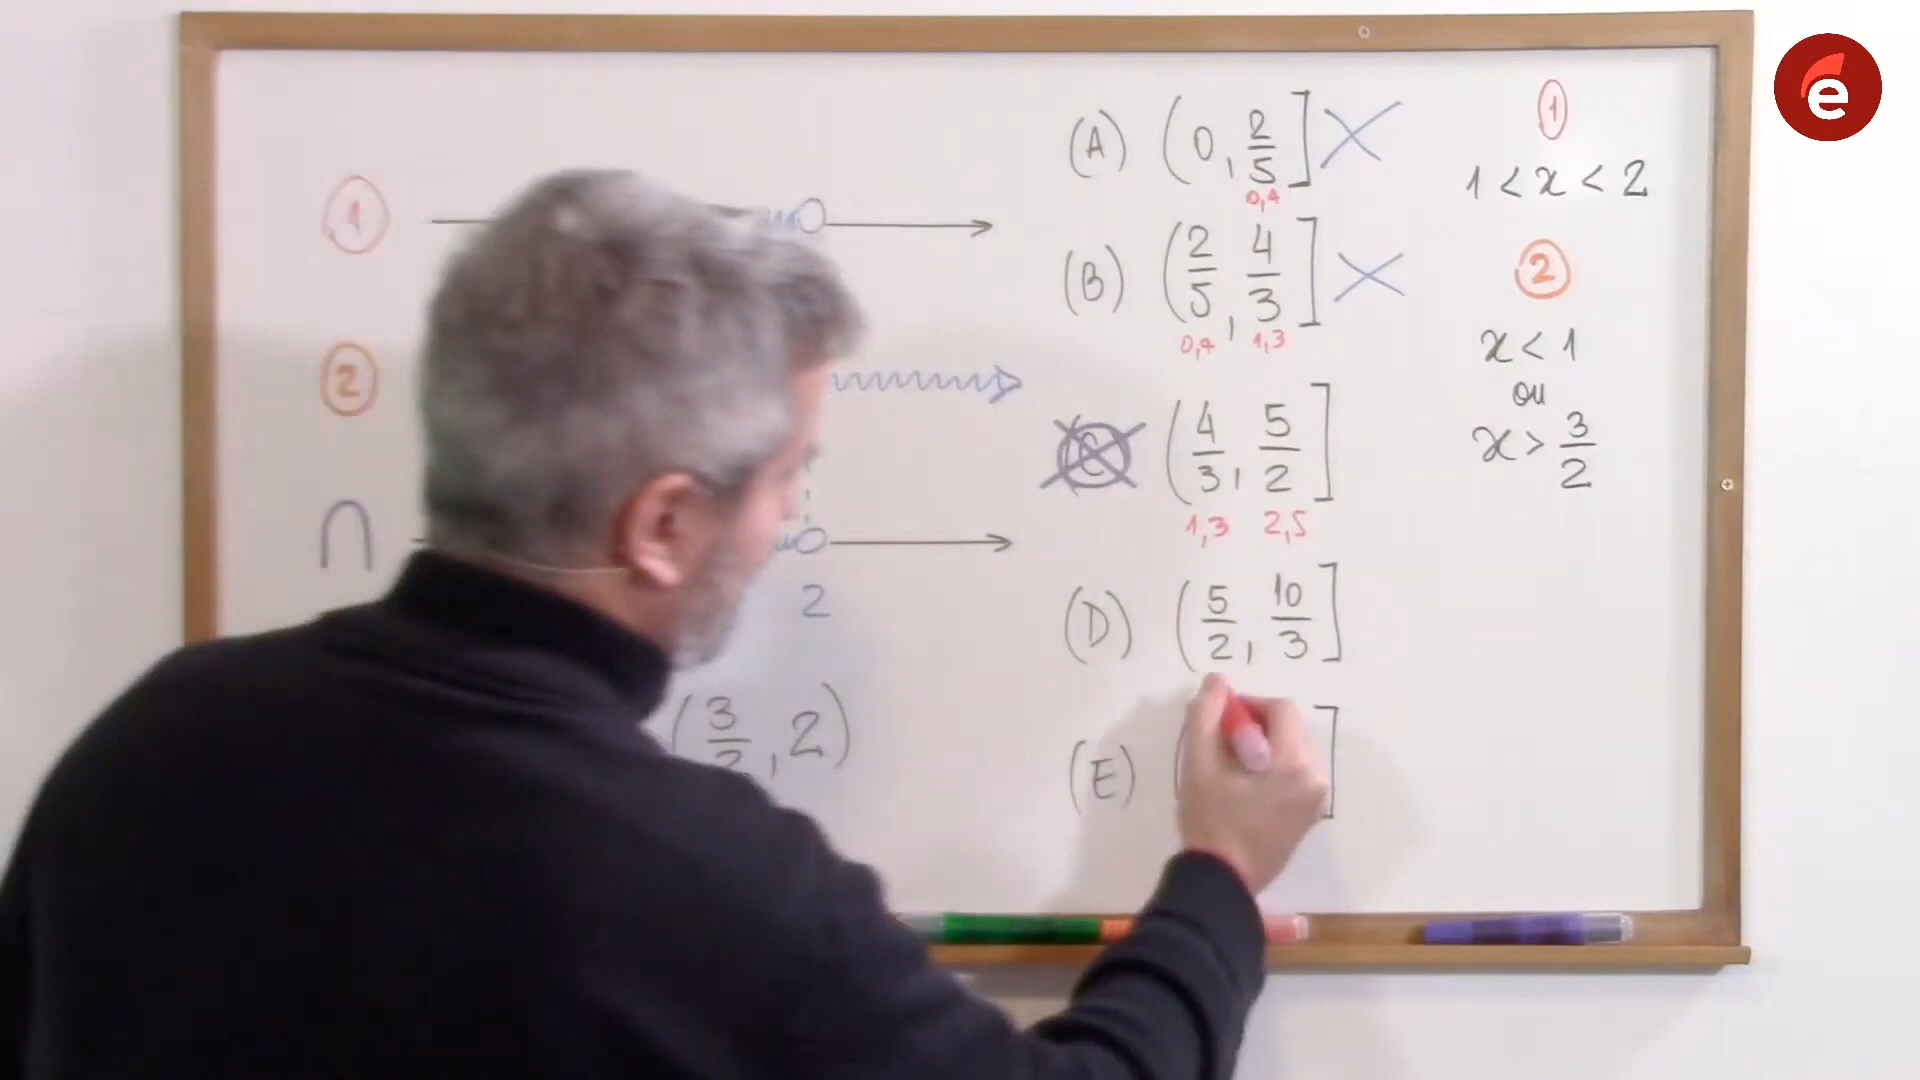 1
2
∩
2
(3/2, 2)
(A) (0, 2/5]
0,4
(B) (2/5, 4/3]
0,4 1,3
C (4/3, 5/2]
1,3 2,5
(D) (5/2, 10/3]
(E) ( ]
1
1 < x < 2
2
x < 1
ou
x > 3/2
e